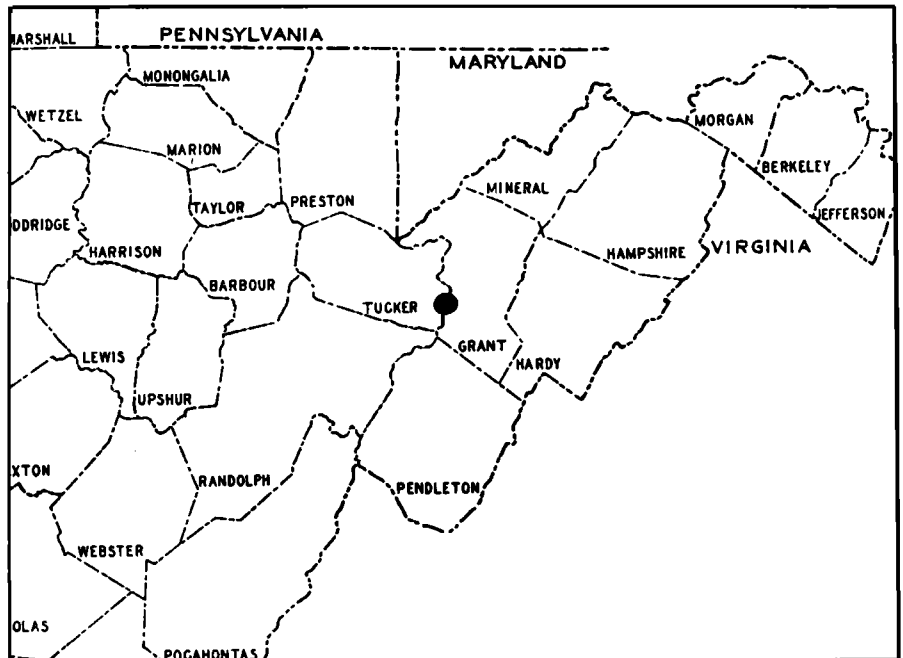 MARSHALL
PENNSYLVANIA
MARYLAND
MONONGALIA
WETZEL
MORGAN
MARION
BERKELEY
MINERAL
TAYLOR
PRESTON
JEFFERSON
DDRIDGE
HARRISON
HAMPSHIRE
VIRGINIA
BARBOUR
TUCKER
GRANT
HARDY
LEWIS
UPSHUR
XTON
RANDOLPH
PENDLETON
WEBSTER
OLAS
POCAHONTAS